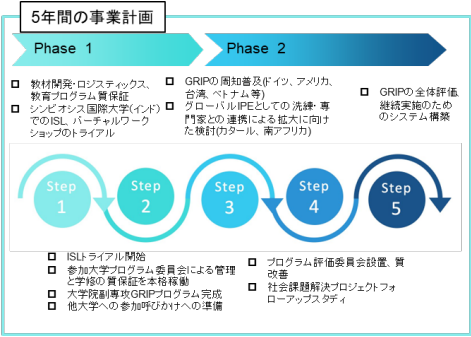 5年間の事業計画
Phase 1
Phase 2
教材開発・ロジスティックス、
教育プログラム質保証
シンビオシス国際大学(インド)
でのISL、バーチャルワーク
ショップのトライアル
GRIPの周知普及(ドイツ、アメリカ、
台湾、ベトナム等)
グローバルIPEとしての 洗練・専
門家との連携による拡大に向け
た検討(カタール、南アフリカ)
GRIPの全体評価,
継続実施のため
のシステム構築
Step
1
Step
2
Step
3
Step
4
Step
5
ISLトライアル開始
参加大学プログラム委員会による管理
と学修の質保証を本格稼働
大学院副専攻GRIPプログラム完成
他大学への参加呼びかけへの準備
プログラム評価委員会設置、質
改善
社会課題解決プロジェクトフォ
ローアップスタディ